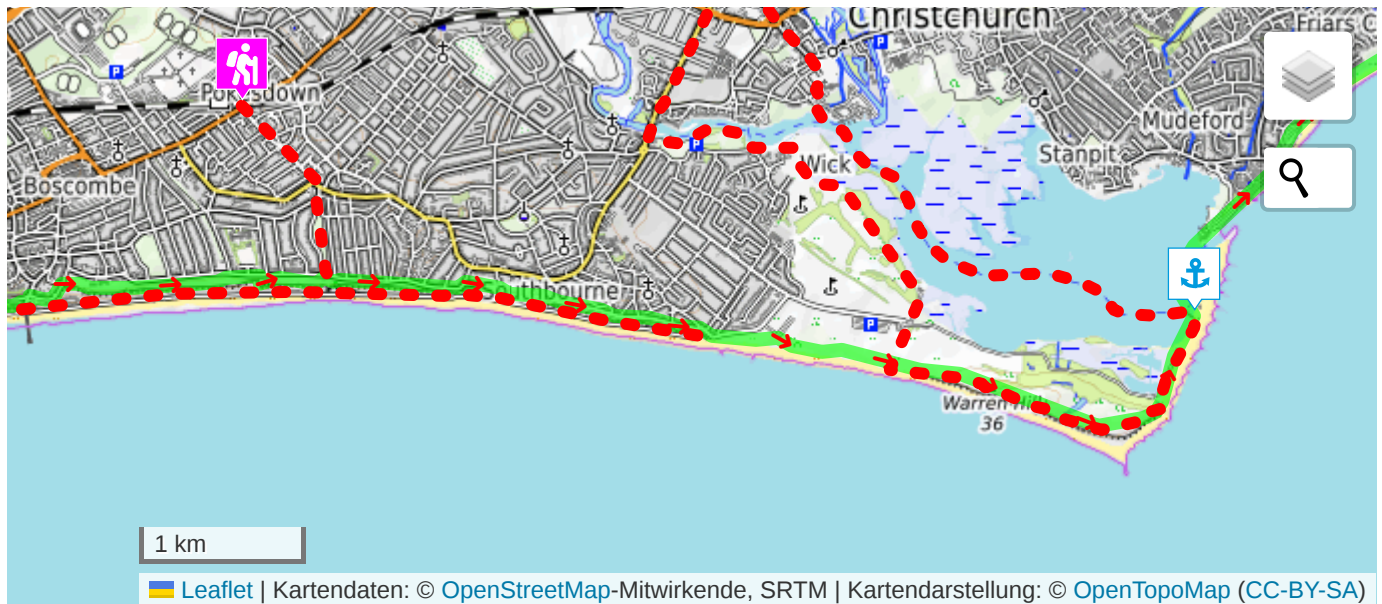 Christchurch
Friars C
Pokesdown
Mudeford
Stanpit
Wick
Boscombe
Southbourne
Warren Hill
36
1 km
Leaflet | Kartendaten: © OpenStreetMap-Mitwirkende, SRTM | Kartendarstellung: © OpenTopoMap (CC-BY-SA)